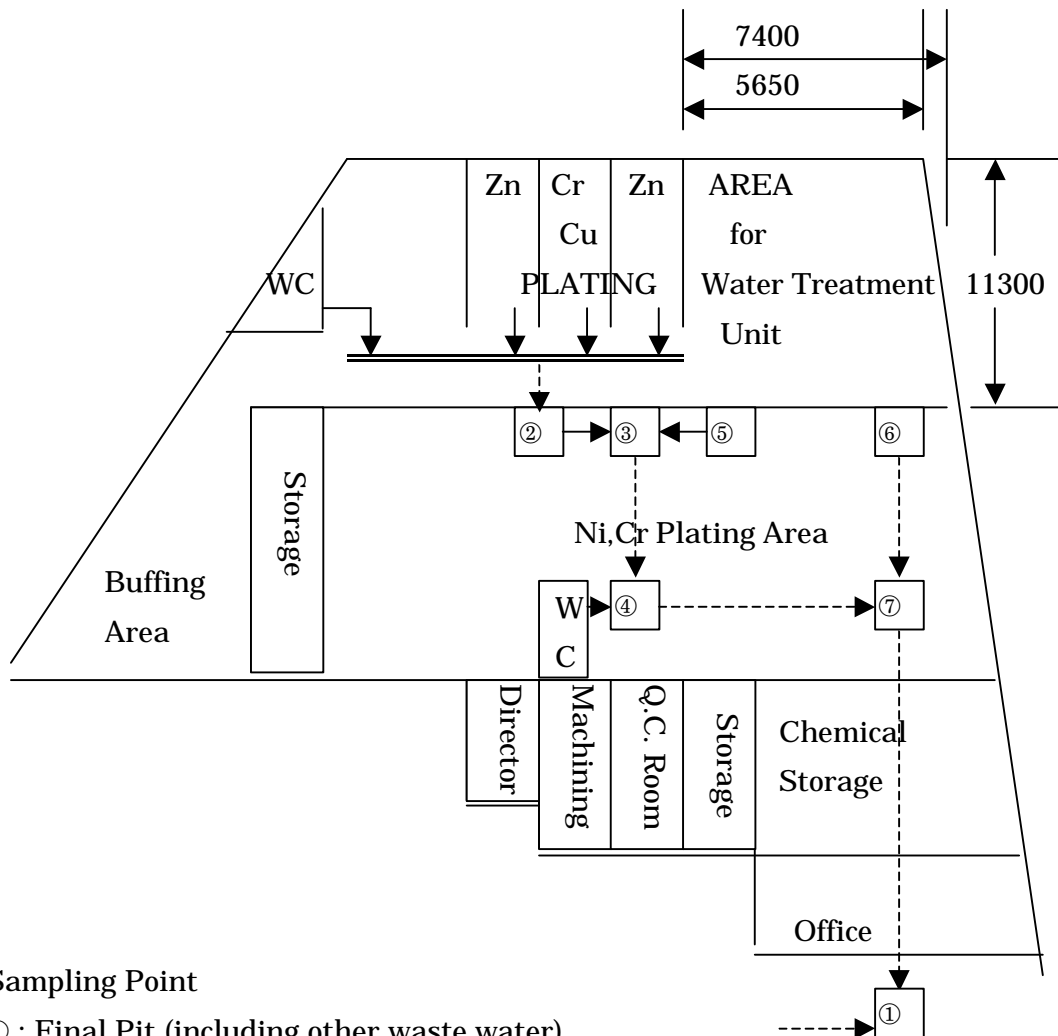 7400
5650
Zn Cr Zn AREA
Cu for
WC PLATING Water Treatment 11300
Unit
② ③ ⑤ ⑥
Storage
Ni,Cr Plating Area
Buffing
Area
W
C
④ ⑦
Director
Machining
Q.C. Room
Storage
Chemical
Storage
Office
Sampling Point
① : Final Pit (including other waste water)
①